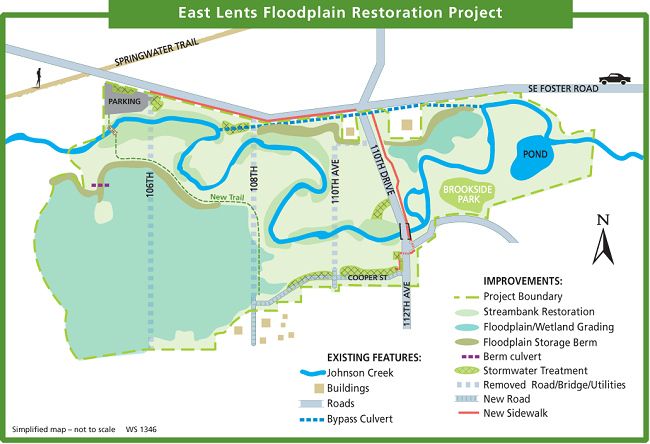 East Lents Floodplain Restoration Project
SPRINGWATER TRAIL
SE FOSTER ROAD
PARKING
106TH
108TH
110TH AVE
110TH DRIVE
POND
BROOKSIDE
PARK
New Trail
N
COOPER ST
112TH AVE
IMPROVEMENTS:
Project Boundary
Streambank Restoration
Floodplain/Wetland Grading
Floodplain Storage Berm
Berm culvert
Stormwater Treatment
Removed Road/Bridge/Utilities
New Road
New Sidewalk
EXISTING FEATURES:
Johnson Creek
Buildings
Roads
Bypass Culvert
Simplified map – not to scale WS 1346